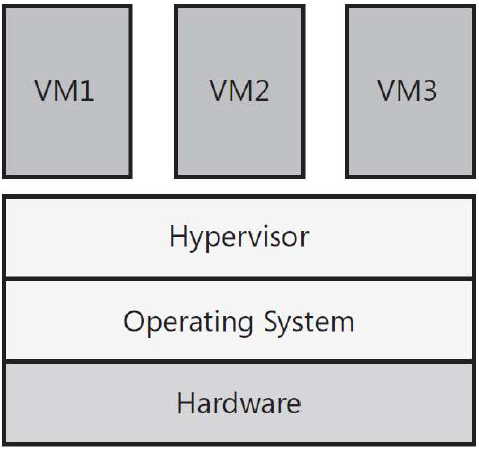 VM1 VM2 VM3
Hypervisor
Operating System
Hardware